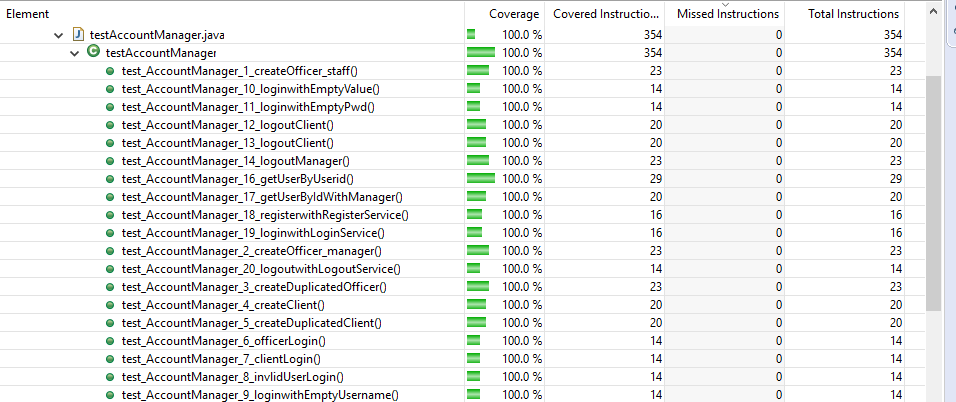 Element Coverage Covered Instructio... Missed Instructions Total Instructions
testAccountManager.java 100.0 % 354 0 354
testAccountManager 100.0 % 354 0 354
test_AccountManager_1_createOfficer_staff() 100.0 % 23 0 23
test_AccountManager_10_loginwithEmptyValue() 100.0 % 14 0 14
test_AccountManager_11_loginwithEmptyPwd() 100.0 % 14 0 14
test_AccountManager_12_logoutClient() 100.0 % 20 0 20
test_AccountManager_13_logoutClient() 100.0 % 20 0 20
test_AccountManager_14_logoutManager() 100.0 % 23 0 23
test_AccountManager_16_getUserByUserid() 100.0 % 29 0 29
test_AccountManager_17_getUserByIdWithManager() 100.0 % 20 0 20
test_AccountManager_18_registerwithRegisterService() 100.0 % 16 0 16
test_AccountManager_19_loginwithLoginService() 100.0 % 16 0 16
test_AccountManager_2_createOfficer_manager() 100.0 % 23 0 23
test_AccountManager_20_logoutwithLogoutService() 100.0 % 14 0 14
test_AccountManager_3_createDuplicatedOfficer() 100.0 % 23 0 23
test_AccountManager_4_createClient() 100.0 % 20 0 20
test_AccountManager_5_createDuplicatedClient() 100.0 % 20 0 20
test_AccountManager_6_officerLogin() 100.0 % 14 0 14
test_AccountManager_7_clientLogin() 100.0 % 14 0 14
test_AccountManager_8_invlidUserLogin() 100.0 % 14 0 14
test_AccountManager_9_loginwithEmptyUsername() 100.0 % 14 0 14